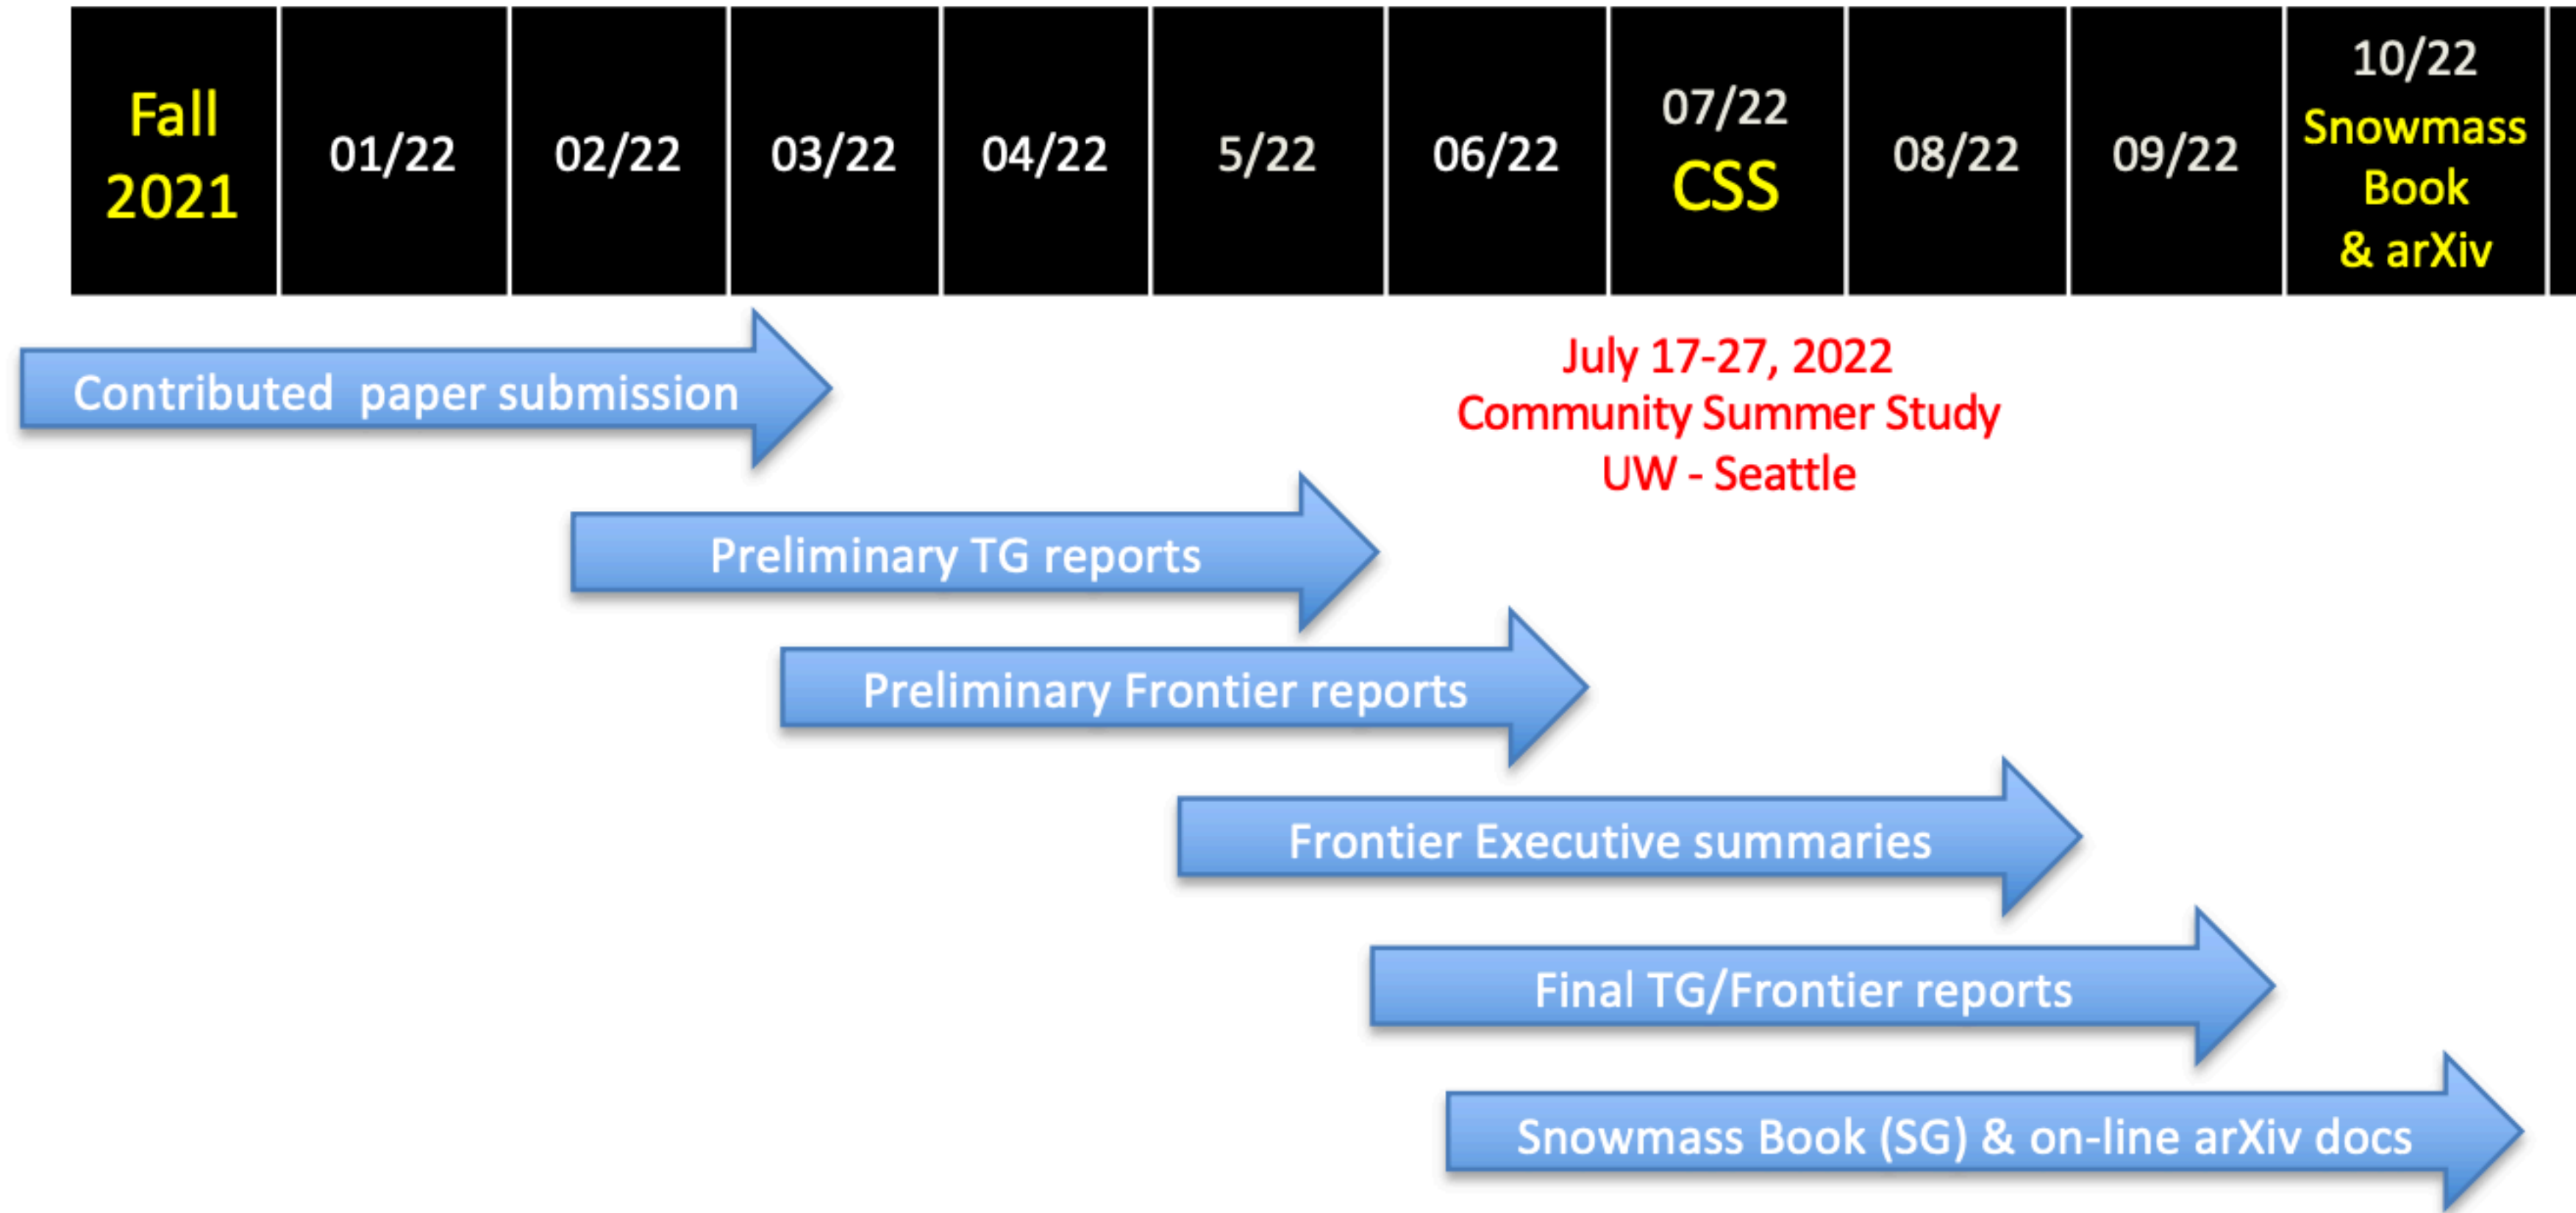 Fall
2021
01/22
02/22
03/22
04/22
5/22
06/22
07/22
CSS
08/22
09/22
10/22
Snowmass
Book
& arXiv
Contributed  paper submission
July 17-27, 2022
Community Summer Study
UW - Seattle
Preliminary TG reports
Preliminary Frontier reports
Frontier Executive summaries
Final TG/Frontier reports
Snowmass Book (SG) & on-line arXiv docs